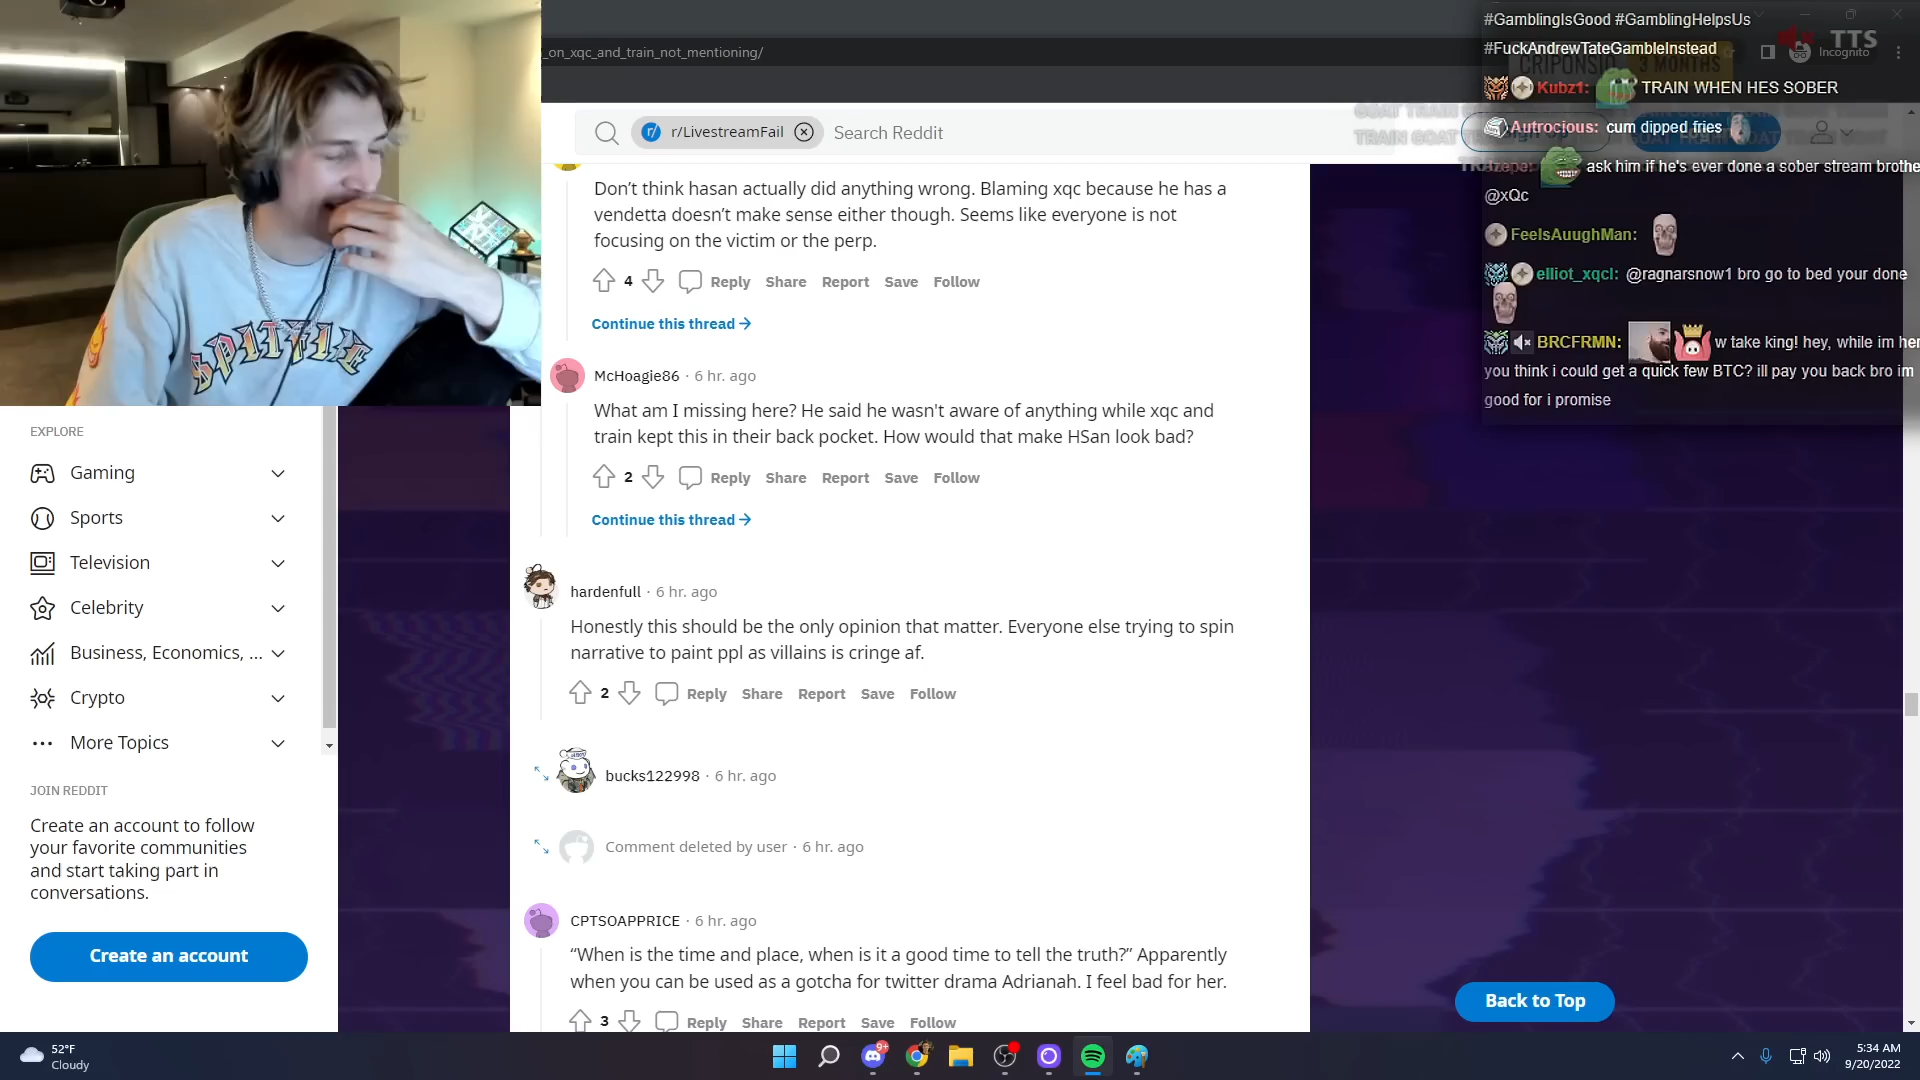 _on_xqc_and_train_not_mentioning/
Incognito
r/LivestreamFail
Search Reddit
#GamblingIsGood #GamblingHelpsUs
#FuckAndrewTateGambleInstead
TTS
3 MONTHS
Kubz1: TRAIN WHEN HES SOBER
Autrocious: cum dipped fries
ask him if he's ever done a sober stream brothe
@xQc
FeelsAuughMan:
elliot_xqcl: @ragnarsnow1 bro go to bed your done
BRCFRMN: w take king! hey, while im her
you think i could get a quick few BTC? ill pay you back bro im
good for i promise
SPITTLE
Don’t think hasan actually did anything wrong. Blaming xqc because he has a
vendetta doesn’t make sense either though. Seems like everyone is not
focusing on the victim or the perp.
4 Reply Share Report Save Follow
Continue this thread
McHoagie86 · 6 hr. ago
What am I missing here? He said he wasn't aware of anything while xqc and
train kept this in their back pocket. How would that make HSan look bad?
2 Reply Share Report Save Follow
Continue this thread
hardenfull · 6 hr. ago
Honestly this should be the only opinion that matter. Everyone else trying to spin
narrative to paint ppl as villains is cringe af.
2 Reply Share Report Save Follow
bucks122998 · 6 hr. ago
Comment deleted by user · 6 hr. ago
CPTSOAPPRICE · 6 hr. ago
“When is the time and place, when is it a good time to tell the truth?” Apparently
when you can be used as a gotcha for twitter drama Adrianah. I feel bad for her.
3 Reply Share Report Save Follow
EXPLORE
Gaming
Sports
Television
Celebrity
Business, Economics, ...
Crypto
More Topics
JOIN REDDIT
Create an account to follow
your favorite communities
and start taking part in
conversations.
Create an account
Back to Top
52°F
Cloudy
9+
5:34 AM
9/20/2022